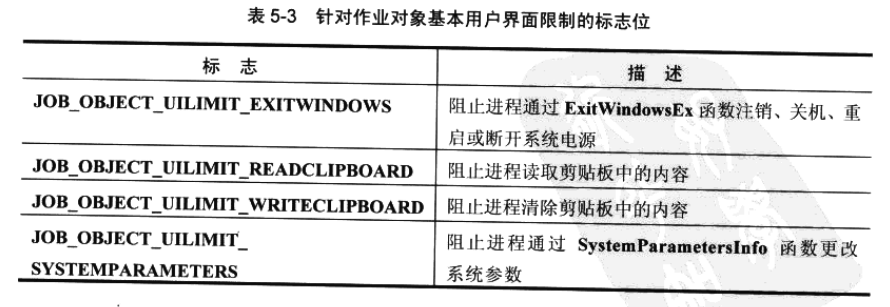 表 5-3 针对作业对象基本用户界面限制的标志位
标 志
描 述
JOB_OBJECT_UILIMIT_EXITWINDOWS
阻止进程通过 ExitWindowsEx 函数注销、关机、重
启或断开系统电源
JOB_OBJECT_UILIMIT_READCLIPBOARD
阻止进程读取剪贴板中的内容
JOB_OBJECT_UILIMIT_WRITECLIPBOARD
阻止进程清除剪贴板中的内容
JOB_OBJECT_UILIMIT_
SYSTEMPARAMETERS
阻止进程通过 SystemParametersInfo 函数更改
系统参数